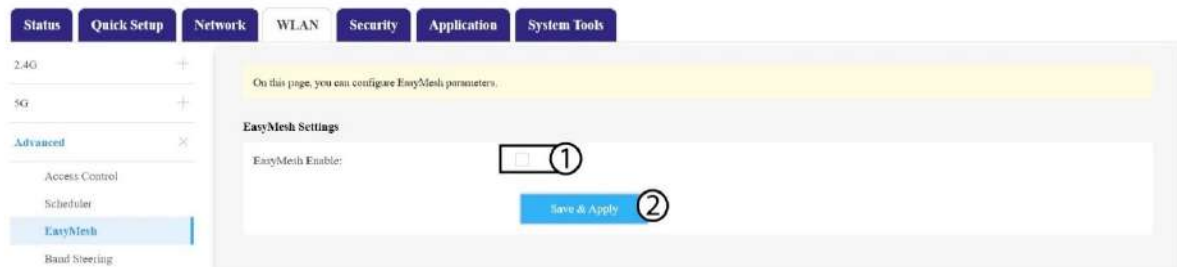 Status Quick Setup Network WLAN Security Application System Tools
2.4G +
5G +
Advanced ×
Access Control
Scheduler
EasyMesh
Band Steering
On this page, you can configure EasyMesh parameters.
EasyMesh Settings
EasyMesh Enable: ①
Save & Apply ②